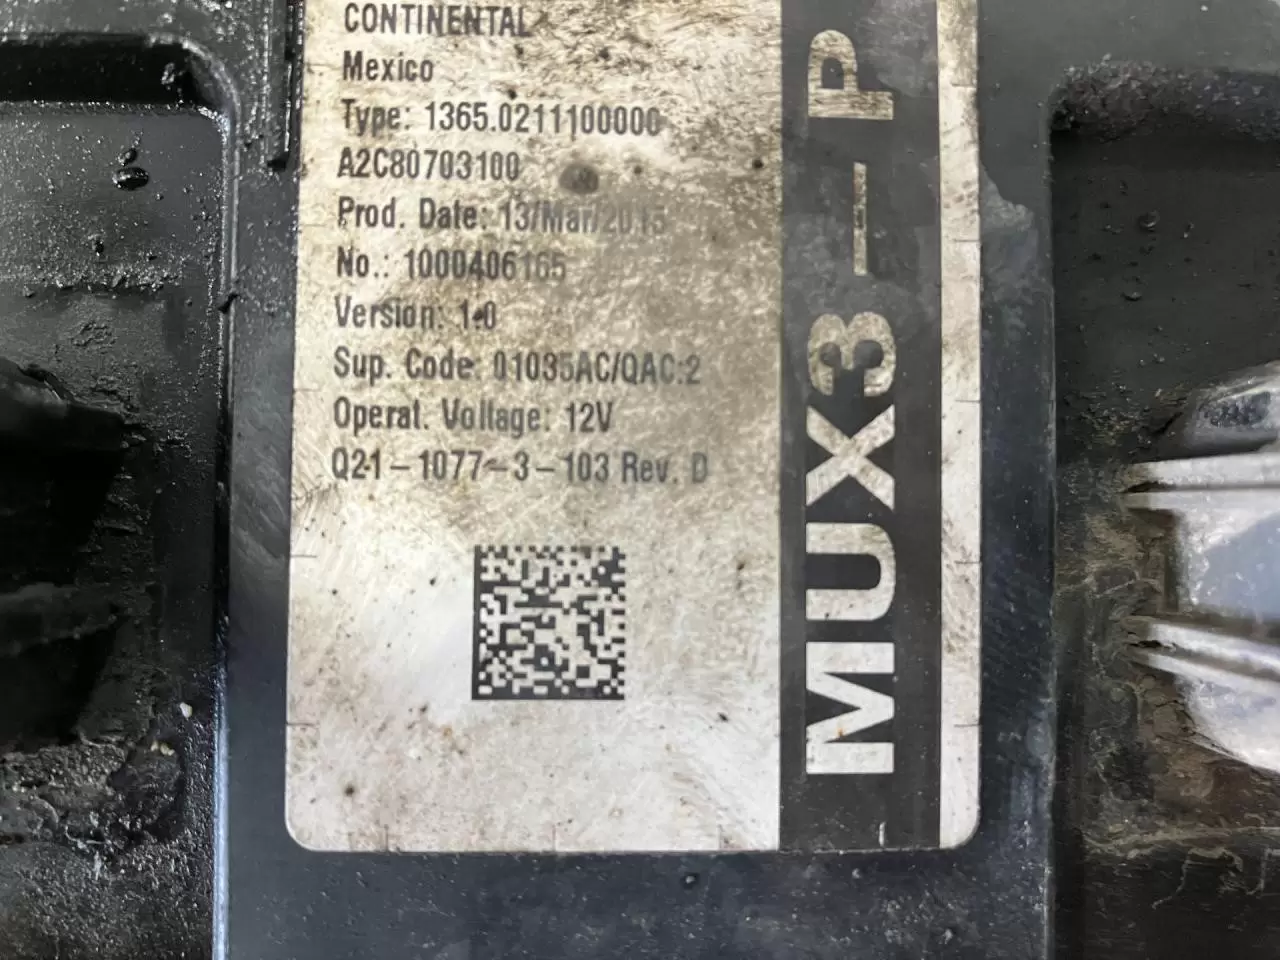 CONTINENTAL
Mexico
Type: 1365.0211100000
A2C80703100
Prod. Date: 13/Mar/2015
No.: 1000406165
Version: 1.0
Sup. Code: 01035AC/QAC:2
Operat. Voltage: 12V
Q21-1077-3-103 Rev. D
MUX3-P